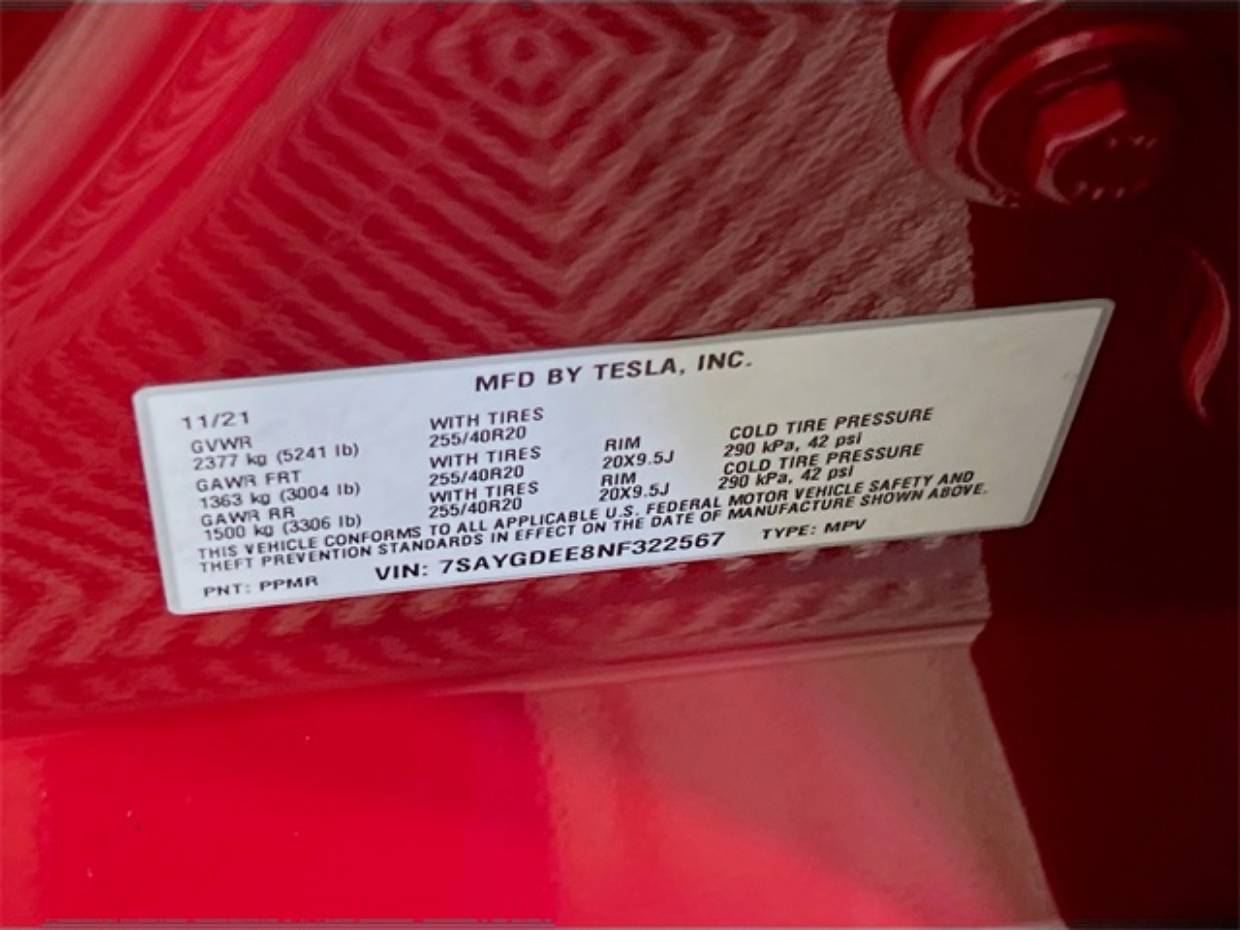 MFD BY TESLA, INC.
11/21
GVWR WITH TIRES
2377 kg (5241 lb) 255/40R20 RIM COLD TIRE PRESSURE
GAWR FRT WITH TIRES 20X9.5J 290 kPa, 42 psi
1363 kg (3004 lb) 255/40R20 RIM COLD TIRE PRESSURE
GAWR RR WITH TIRES 20X9.5J 290 kPa, 42 psi
1500 kg (3306 lb) 255/40R20
THIS VEHICLE CONFORMS TO ALL APPLICABLE U.S. FEDERAL MOTOR VEHICLE SAFETY AND
THEFT PREVENTION STANDARDS IN EFFECT ON THE DATE OF MANUFACTURE SHOWN ABOVE.
PNT: PPMR VIN: 7SAYGDEE8NF322567 TYPE: MPV